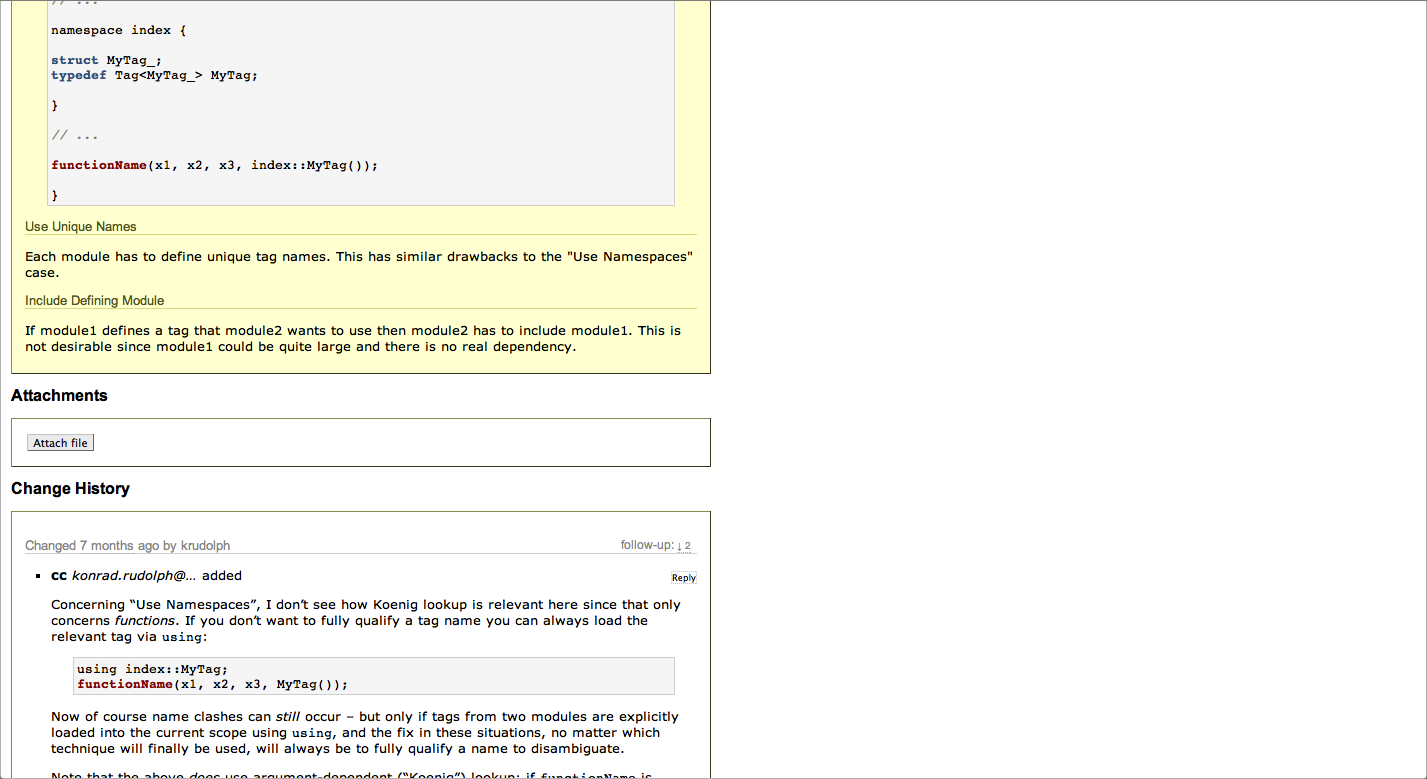 // ...
namespace index {
struct MyTag_;
typedef Tag<MyTag_> MyTag;
}
// ...
functionName(x1, x2, x3, index::MyTag());
}
Use Unique Names
Each module has to define unique tag names. This has similar drawbacks to the "Use Namespaces"
case.
Include Defining Module
If module1 defines a tag that module2 wants to use then module2 has to include module1. This is
not desirable since module1 could be quite large and there is no real dependency.
Attachments
Attach file
Change History
Changed 7 months ago by krudolph
follow-up: ↓ 2
cc konrad.rudolph@... added
Reply
Concerning “Use Namespaces”, I don’t see how Koenig lookup is relevant here since that only
concerns functions. If you don’t want to fully qualify a tag name you can always load the
relevant tag via using:
using index::MyTag;
functionName(x1, x2, x3, MyTag());
Now of course name clashes can still occur – but only if tags from two modules are explicitly
loaded into the current scope using using, and the fix in these situations, no matter which
technique will finally be used, will always be to fully qualify a name to disambiguate.
Note that the above does use argument-dependent (“Koenig”) lookup: if functionName is